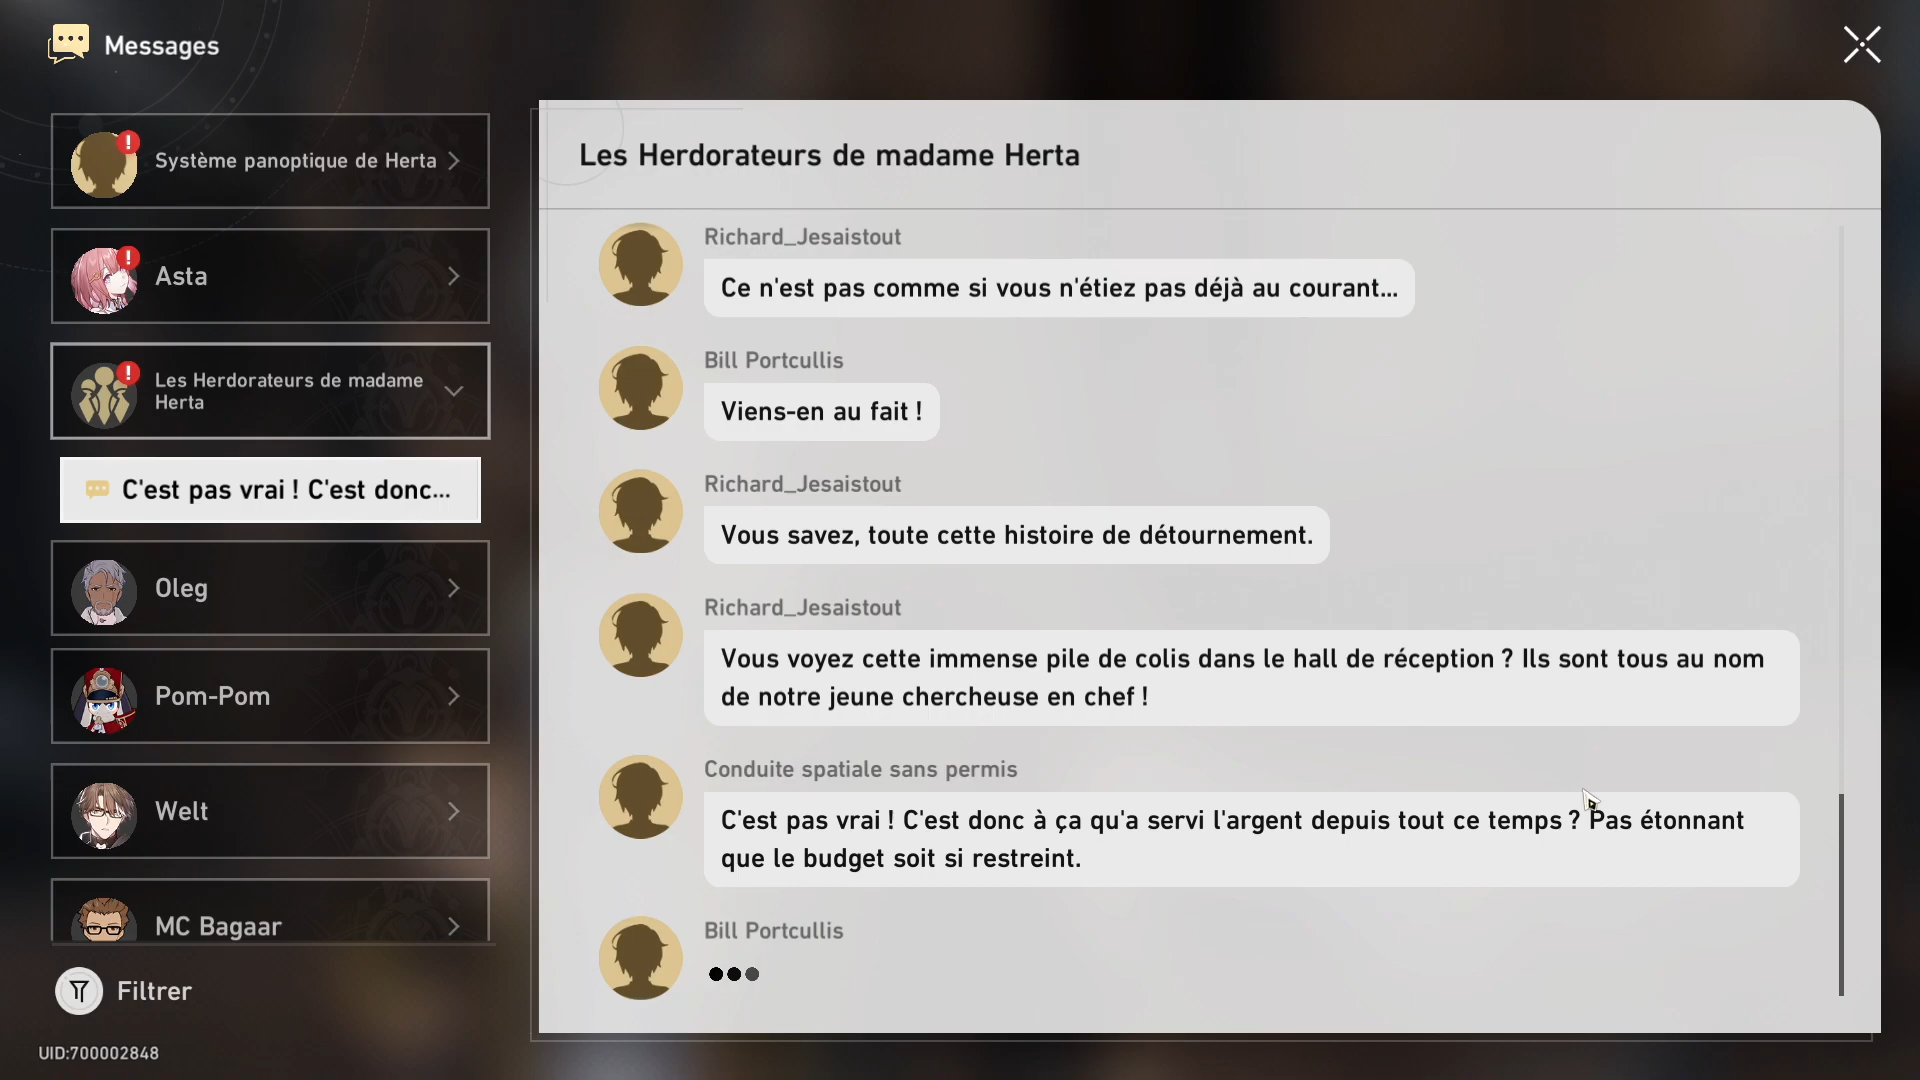 Messages
Système panoptique de Herta
Asta
Les Herdorateurs de madame
Herta
C'est pas vrai ! C'est donc...
Oleg
Pom-Pom
Welt
MC Bagaar
Filtrer
UID:700002848
Les Herdorateurs de madame Herta
Richard_Jesaistout
Ce n'est pas comme si vous n'étiez pas déjà au courant...
Bill Portcullis
Viens-en au fait !
Richard_Jesaistout
Vous savez, toute cette histoire de détournement.
Richard_Jesaistout
Vous voyez cette immense pile de colis dans le hall de réception ? Ils sont tous au nom
de notre jeune chercheuse en chef !
Conduite spatiale sans permis
C'est pas vrai ! C'est donc à ça qu'a servi l'argent depuis tout ce temps ? Pas étonnant
que le budget soit si restreint.
Bill Portcullis